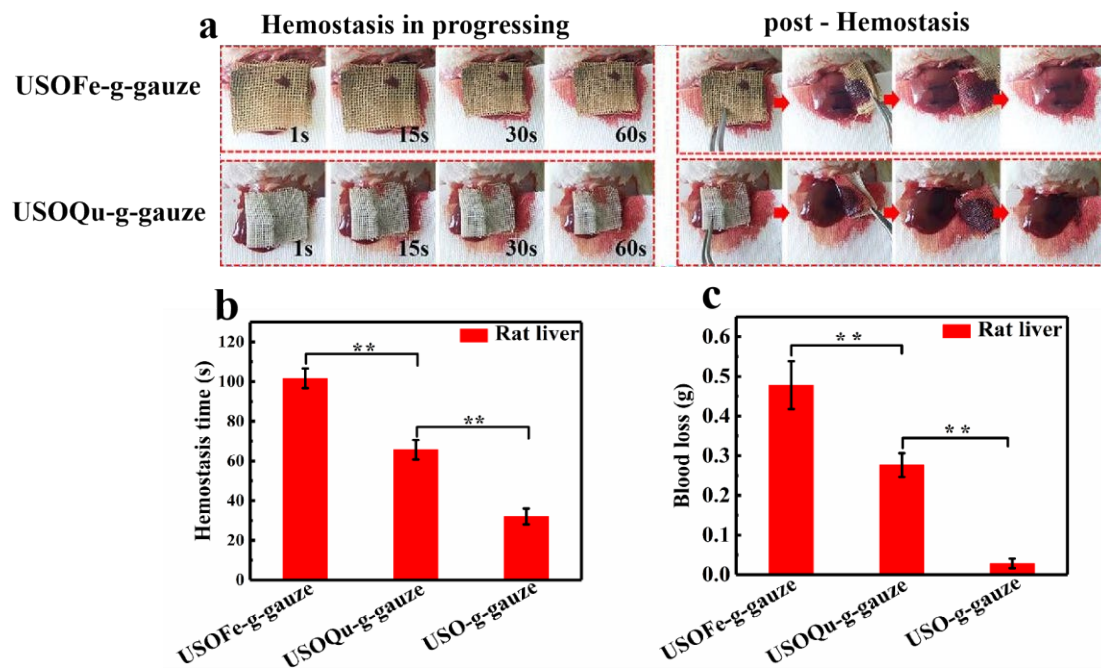 a
Hemostasis in progressing
post - Hemostasis
USOFe-g-gauze
1s
15s
30s
60s
USOQu-g-gauze
1s
15s
30s
60s
b
Rat liver
**
**
Hemostasis time (s)
120
100
80
60
40
20
0
USOFe-g-gauze
USOQu-g-gauze
USO-g-gauze
c
Rat liver
**
**
Blood loss (g)
0.6
0.5
0.4
0.3
0.2
0.1
0.0
USOFe-g-gauze
USOQu-g-gauze
USO-g-gauze